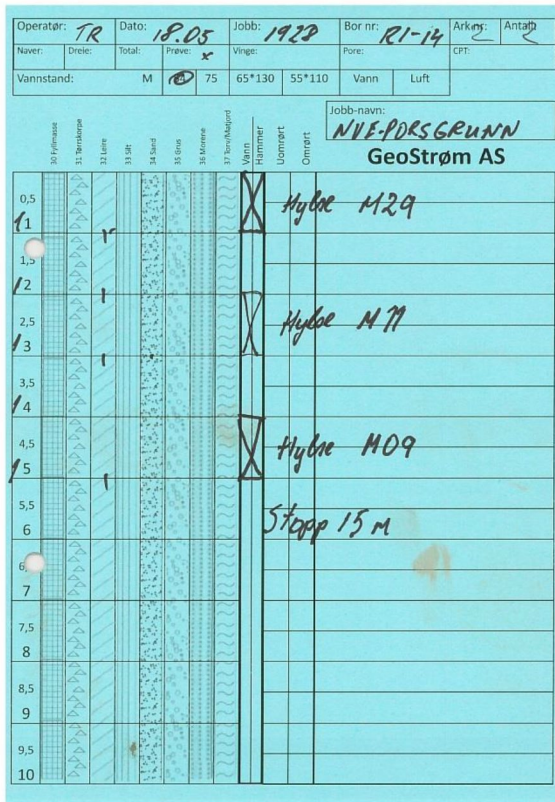 Operatør: TR Dato: 18.05 Jobb: 1928 Bor nr: R1-14 Ark nr: 2 Antall 2
Naver: Dreie: Total: Prøve: x Vinge: Pore: CPT:
Vannstand: M 75 65*130 55*110 Vann Luft
Jobb-navn:
NVE-PORSGRUNN
GeoStrøm AS
30 Fyllmasse 31 Tørrskorpe 32 Leire 33 Silt 34 Sand 35 Grus 36 Morene 37 Torv/Matjord Vann Hammer Uomrørt Omrørt
0,5 Hylse M29
11
1,5
12
2,5 Hylse M77
13
3,5
14
4,5 Hylse M09
15
5,5 Stopp 15 M
6
6
7
7,5
8
8,5
9
9,5
10